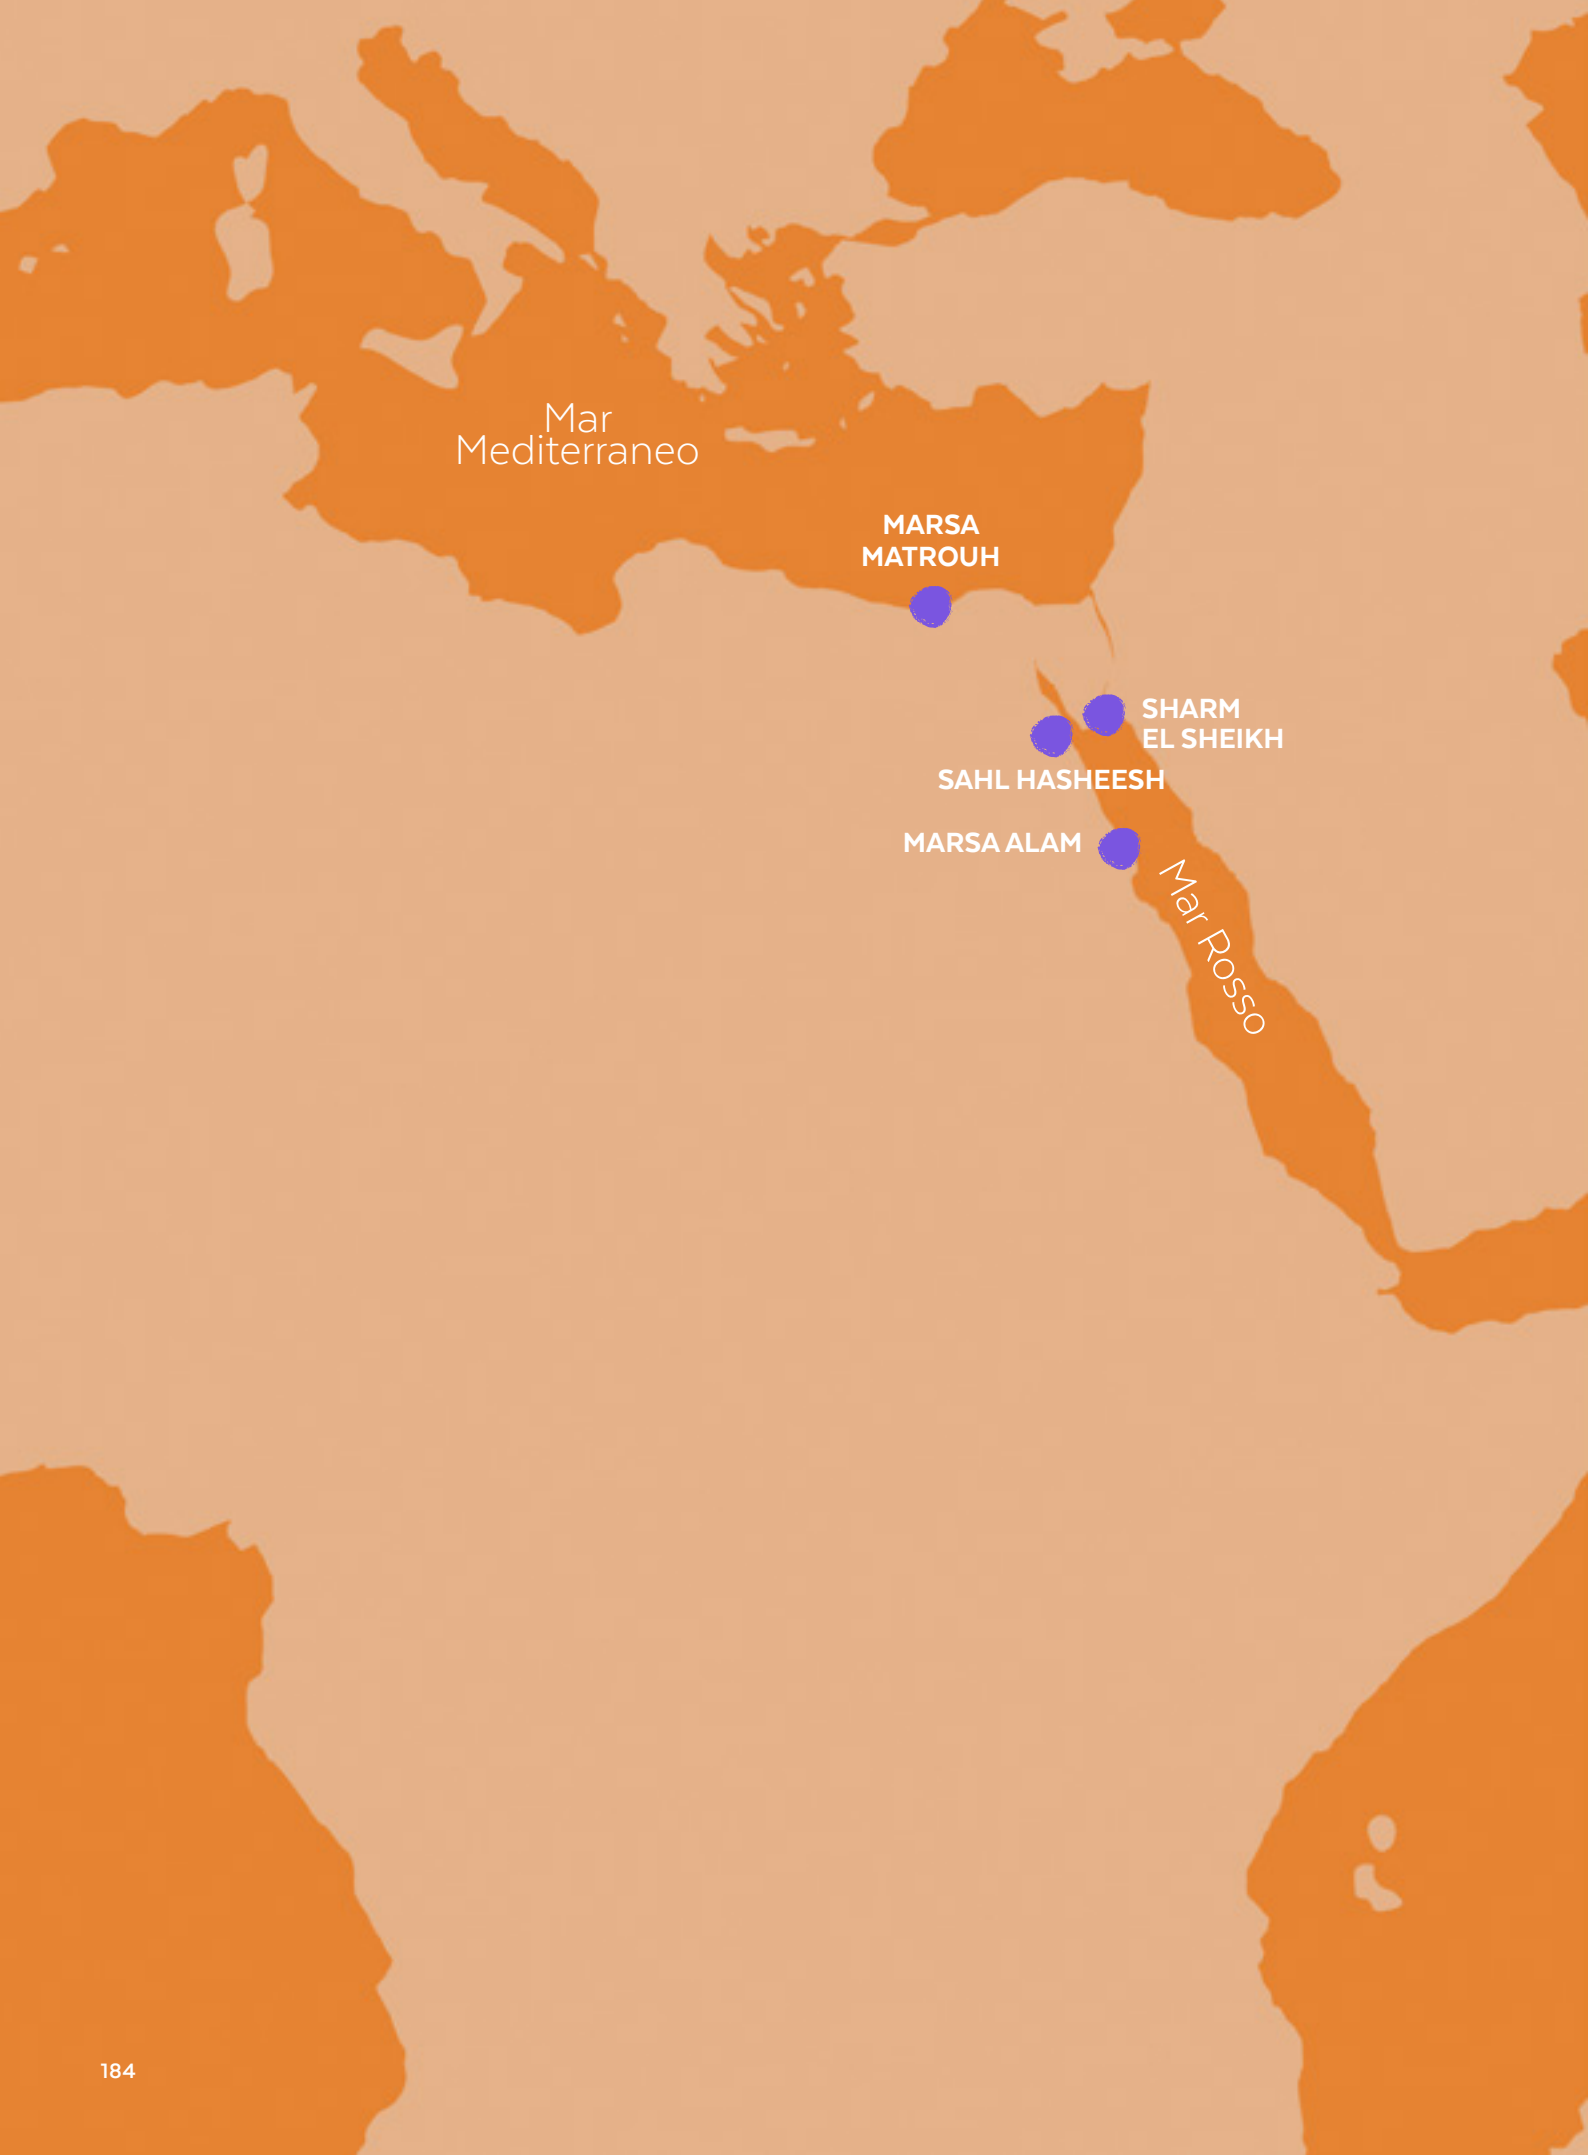 Mar
Mediterraneo
MARSA
MATROUH
SHARM
EL SHEIKH
SAHL HASHEESH
MARSA ALAM
Mar Rosso
184